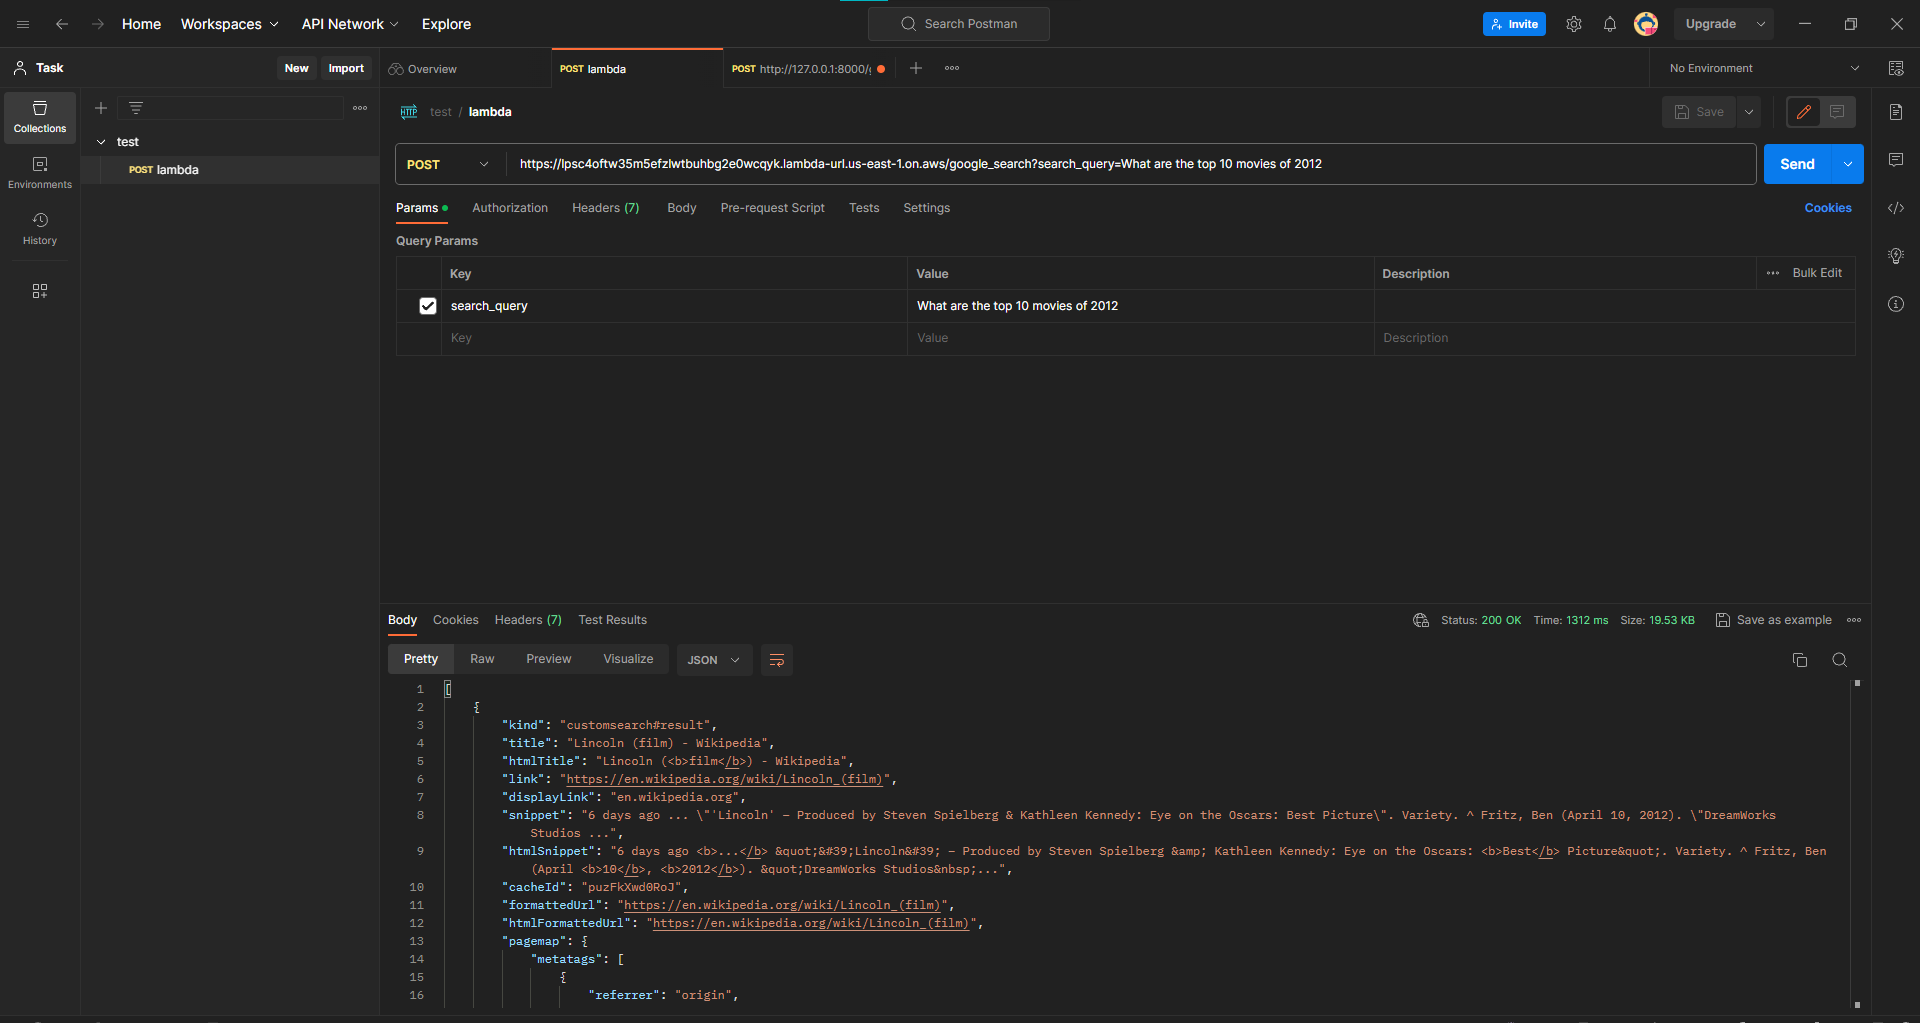 Home Workspaces API Network Explore Search Postman Invite Upgrade
Task New Import Overview POST lambda POST http://127.0.0.1:8000/ No Environment
Collections
Environments
History
test
POST lambda
HTTP test / lambda Save
POST https://lpsc4oftw35m5efzlwtbuhbg2e0wcqyk.lambda-url.us-east-1.on.aws/google_search?search_query=What are the top 10 movies of 2012 Send
Params Authorization Headers (7) Body Pre-request Script Tests Settings Cookies
Query Params
Key Value Description Bulk Edit
search_query What are the top 10 movies of 2012
Key Value Description
Body Cookies Headers (7) Test Results Status: 200 OK Time: 1312 ms Size: 19.53 KB Save as example
Pretty Raw Preview Visualize JSON
1 [
2 {
3 "kind": "customsearch#result",
4 "title": "Lincoln (film) - Wikipedia",
5 "htmlTitle": "Lincoln (<b>film</b>) - Wikipedia",
6 "link": "https://en.wikipedia.org/wiki/Lincoln_(film)",
7 "displayLink": "en.wikipedia.org",
8 "snippet": "6 days ago ... \"'Lincoln' – Produced by Steven Spielberg & Kathleen Kennedy: Eye on the Oscars: Best Picture\". Variety. ^ Fritz, Ben (April 10, 2012). \"DreamWorks
Studios ...",
9 "htmlSnippet": "6 days ago <b>...</b> &quot;&#39;Lincoln&#39; – Produced by Steven Spielberg &amp; Kathleen Kennedy: Eye on the Oscars: <b>Best</b> Picture&quot;. Variety. ^ Fritz, Ben
(April <b>10</b>, <b>2012</b>). &quot;DreamWorks Studios&nbsp;...",
10 "cacheId": "puzFkXwd0RoJ",
11 "formattedUrl": "https://en.wikipedia.org/wiki/Lincoln_(film)",
12 "htmlFormattedUrl": "https://en.wikipedia.org/wiki/Lincoln_(film)",
13 "pagemap": {
14 "metatags": [
15 {
16 "referrer": "origin",